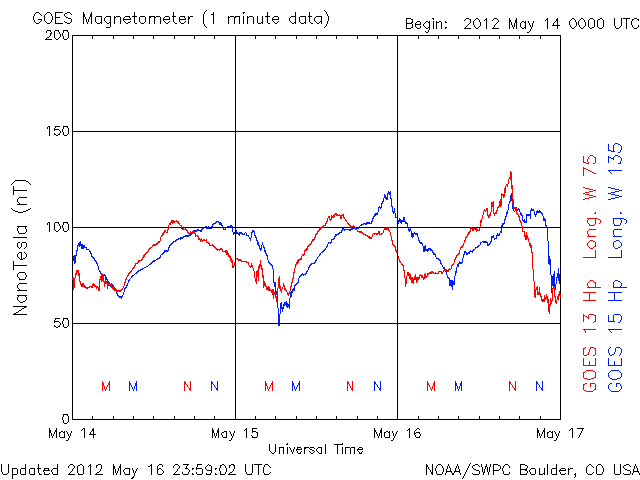 GOES Magnetometer (1 minute data)
Begin: 2012 May 14 0000 UTC
200
150
100
50
0
NanoTesla (nT)
M M N N M M N N M M N N
May 14 May 15 May 16 May 17
Universal Time
GOES 13 Hp Long. W 75
GOES 15 Hp Long. W 135
Updated 2012 May 16 23:59:02 UTC
NOAA/SWPC Boulder, CO USA